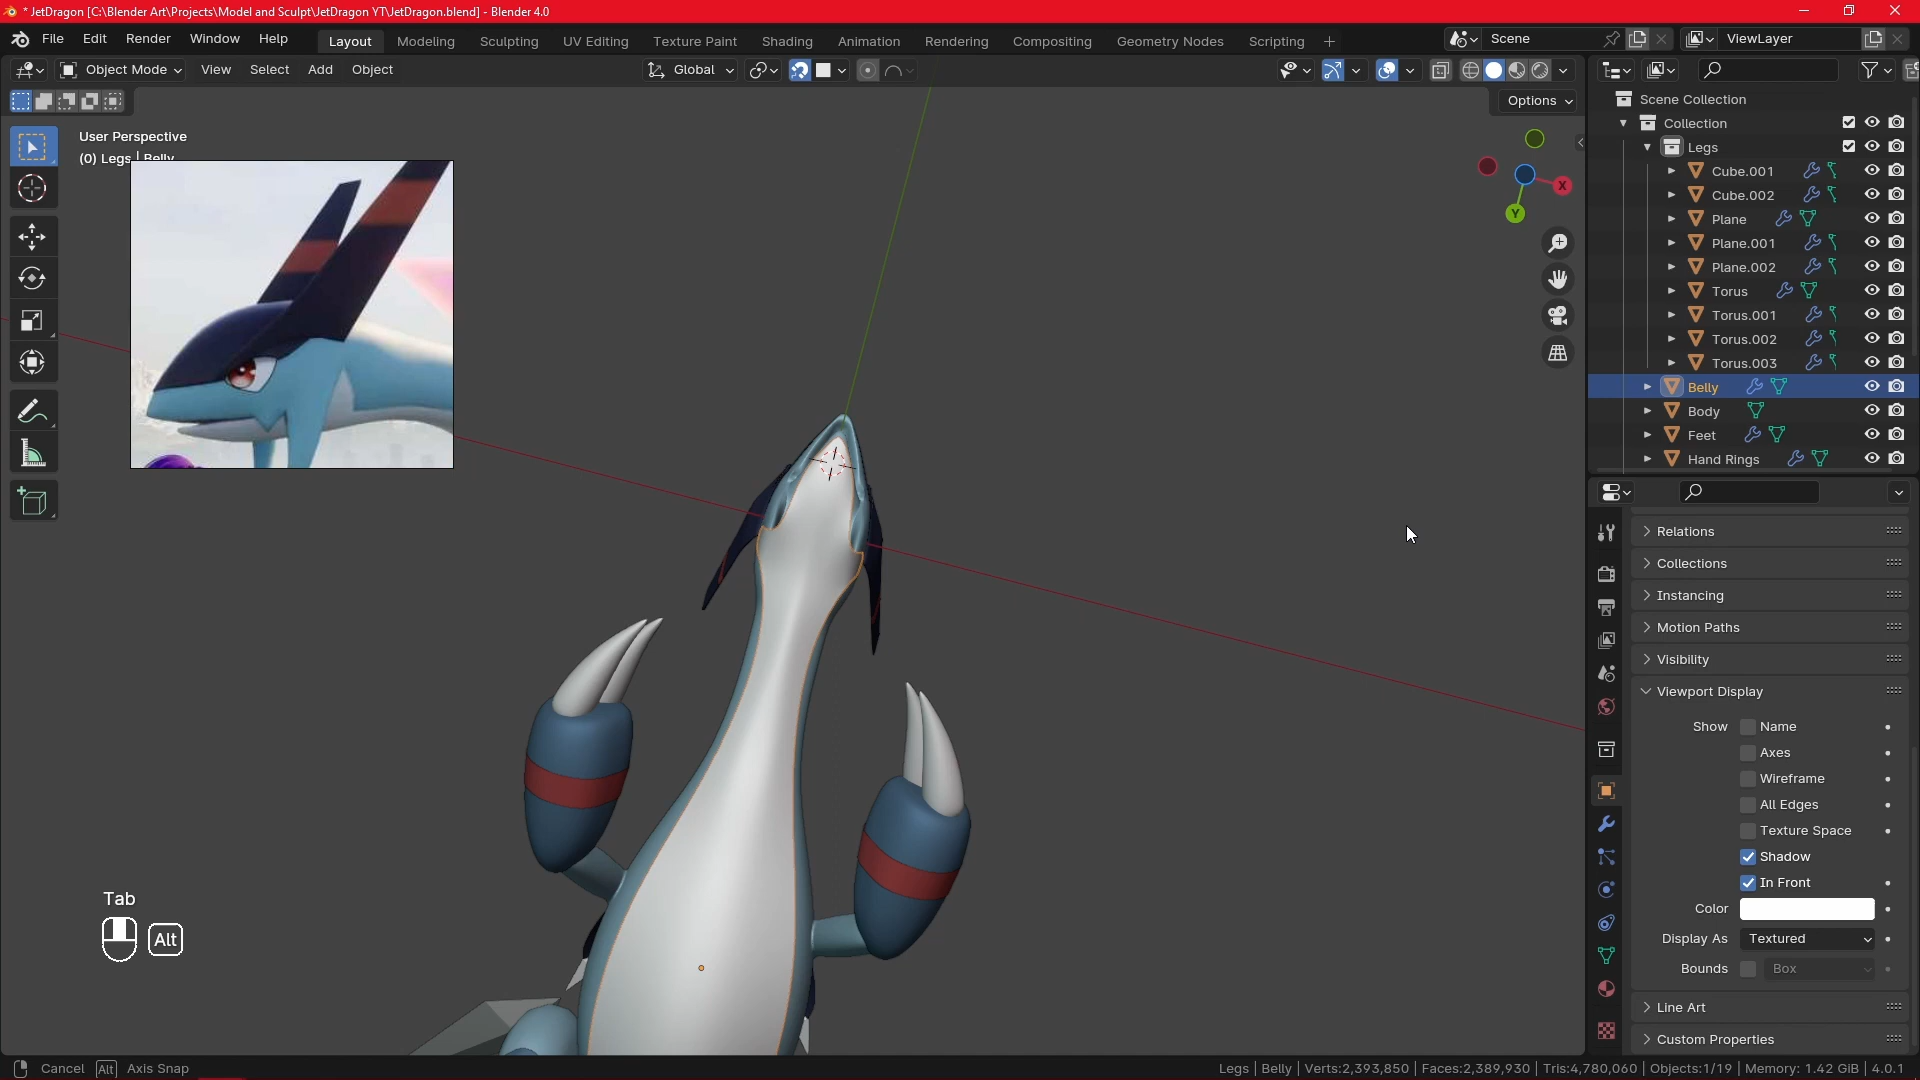 * JetDragon [C:\Blender Art\Projects\Model and Sculpt\JetDragon YT\JetDragon.blend] - Blender 4.0
File Edit Render Window Help Layout Modeling Sculpting UV Editing Texture Paint Shading Animation Rendering Compositing Geometry Nodes Scripting + Scene ViewLayer
Object Mode View Select Add Object Global
Options
User Perspective
(0) Legs | Belly
X
Y
Scene Collection
Collection
Legs
Cube.001
Cube.002
Plane
Plane.001
Plane.002
Torus
Torus.001
Torus.002
Torus.003
Belly
Body
Feet
Hand Rings
Relations
Collections
Instancing
Motion Paths
Visibility
Viewport Display
Show Name
Axes
Wireframe
All Edges
Texture Space
Shadow
In Front
Color
Display As Textured
Bounds Box
Line Art
Custom Properties
Tab
Alt
Cancel Alt Axis Snap
Legs | Belly | Verts:2,393,850 | Faces:2,389,930 | Tris:4,780,060 | Objects:1/19 | Memory: 1.42 GiB | 4.0.1